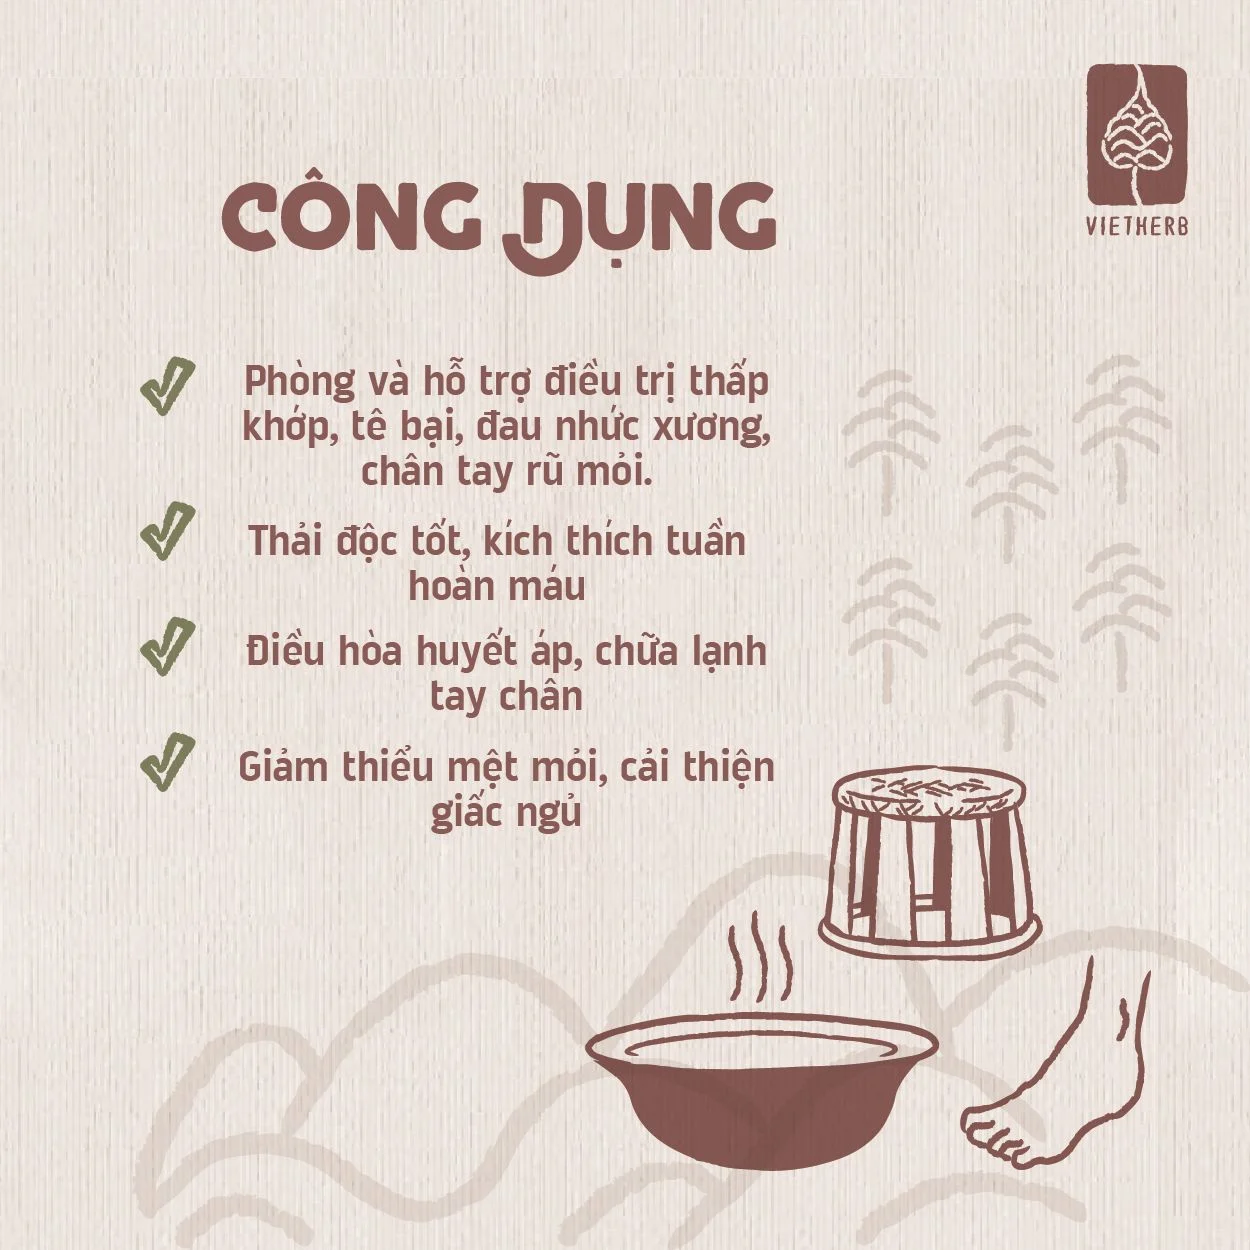 VIETHERB
CÔNG DỤNG
Phòng và hỗ trợ điều trị thấp
khớp, tê bại, đau nhức xương,
chân tay rũ mỏi.
Thải độc tốt, kích thích tuần
hoàn máu
Điều hòa huyết áp, chữa lạnh
tay chân
Giảm thiểu mệt mỏi, cải thiện
giấc ngủ